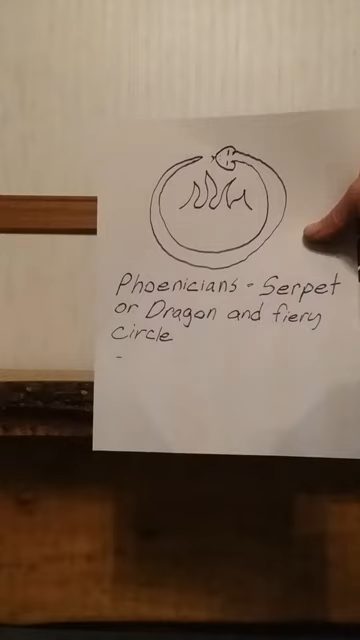 Phoenicians - Serpet
or Dragon and fiery
Circle
-